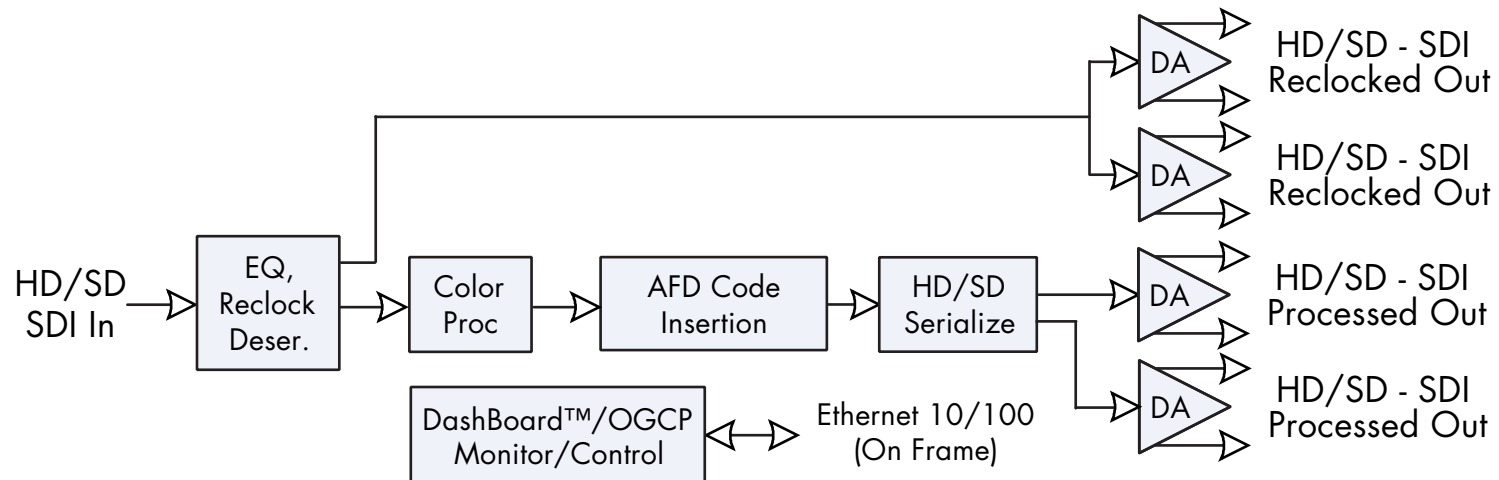 DA
HD/SD - SDI
Reclocked Out
DA
HD/SD - SDI
Reclocked Out
HD/SD
SDI In
EQ,
Reclock
Deser.
Color
Proc
AFD Code
Insertion
HD/SD
Serialize
DA
HD/SD - SDI
Processed Out
DA
HD/SD - SDI
Processed Out
DashBoard™/OGCP
Monitor/Control
Ethernet 10/100
(On Frame)